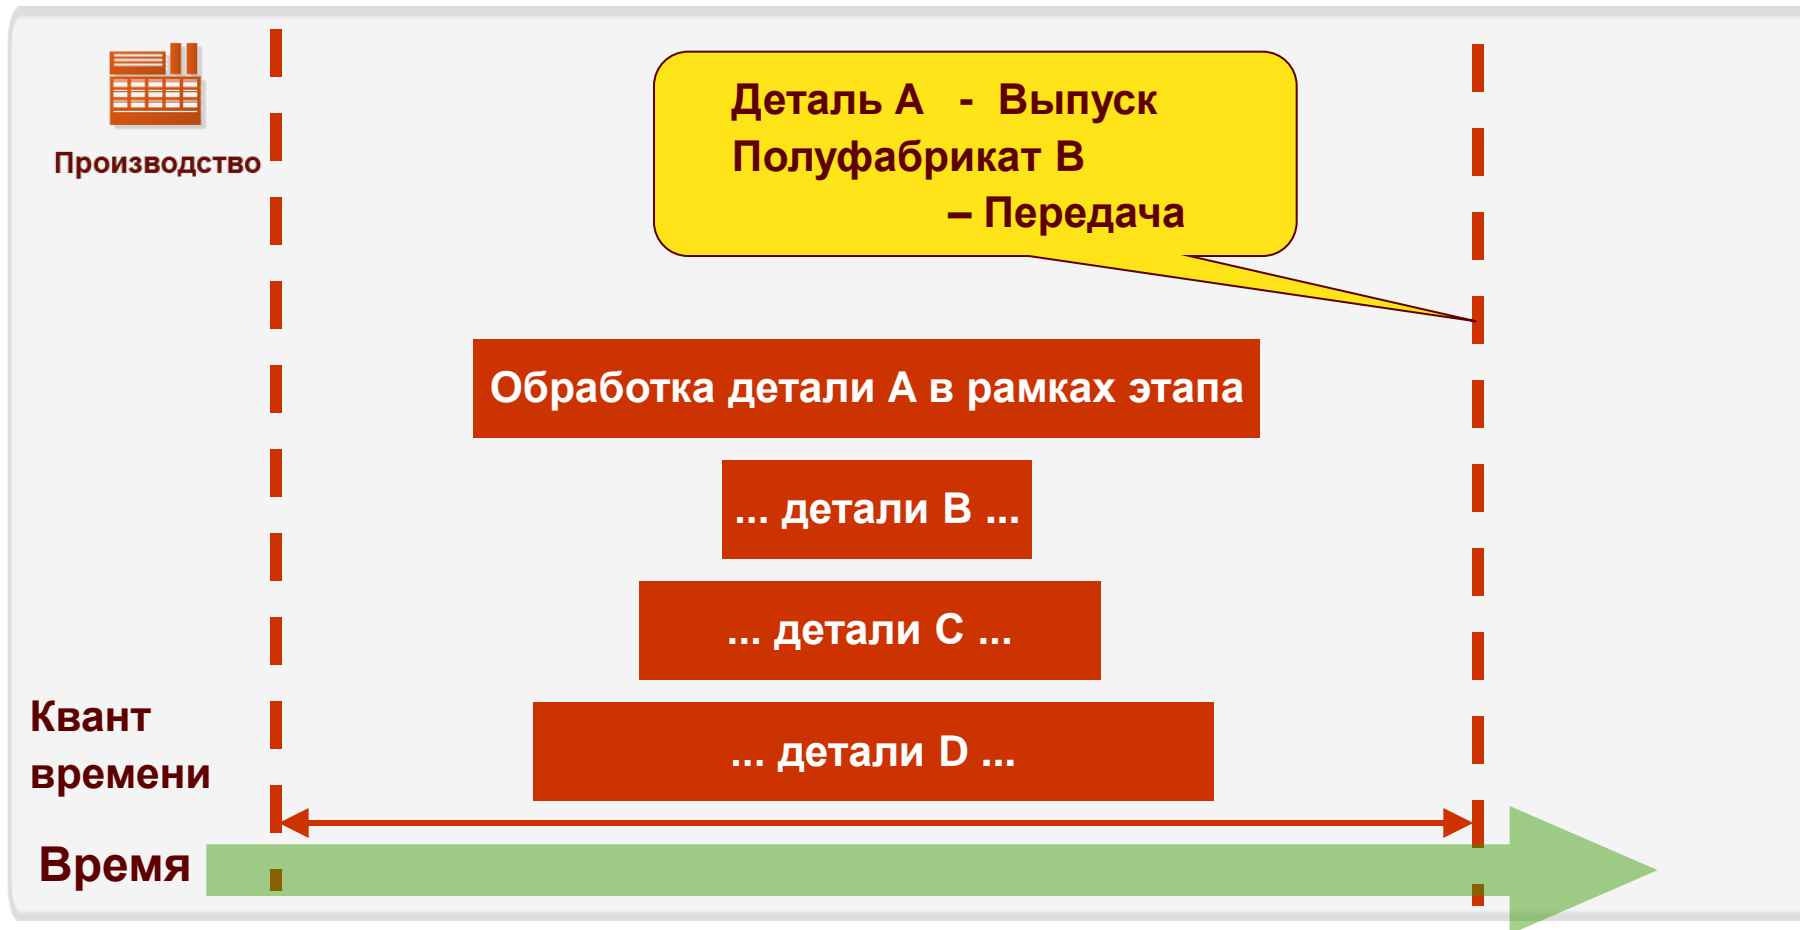 Производство
Деталь А - Выпуск
Полуфабрикат В
– Передача
Обработка детали А в рамках этапа
... детали В ...
... детали С ...
... детали D ...
Квант
времени
Время